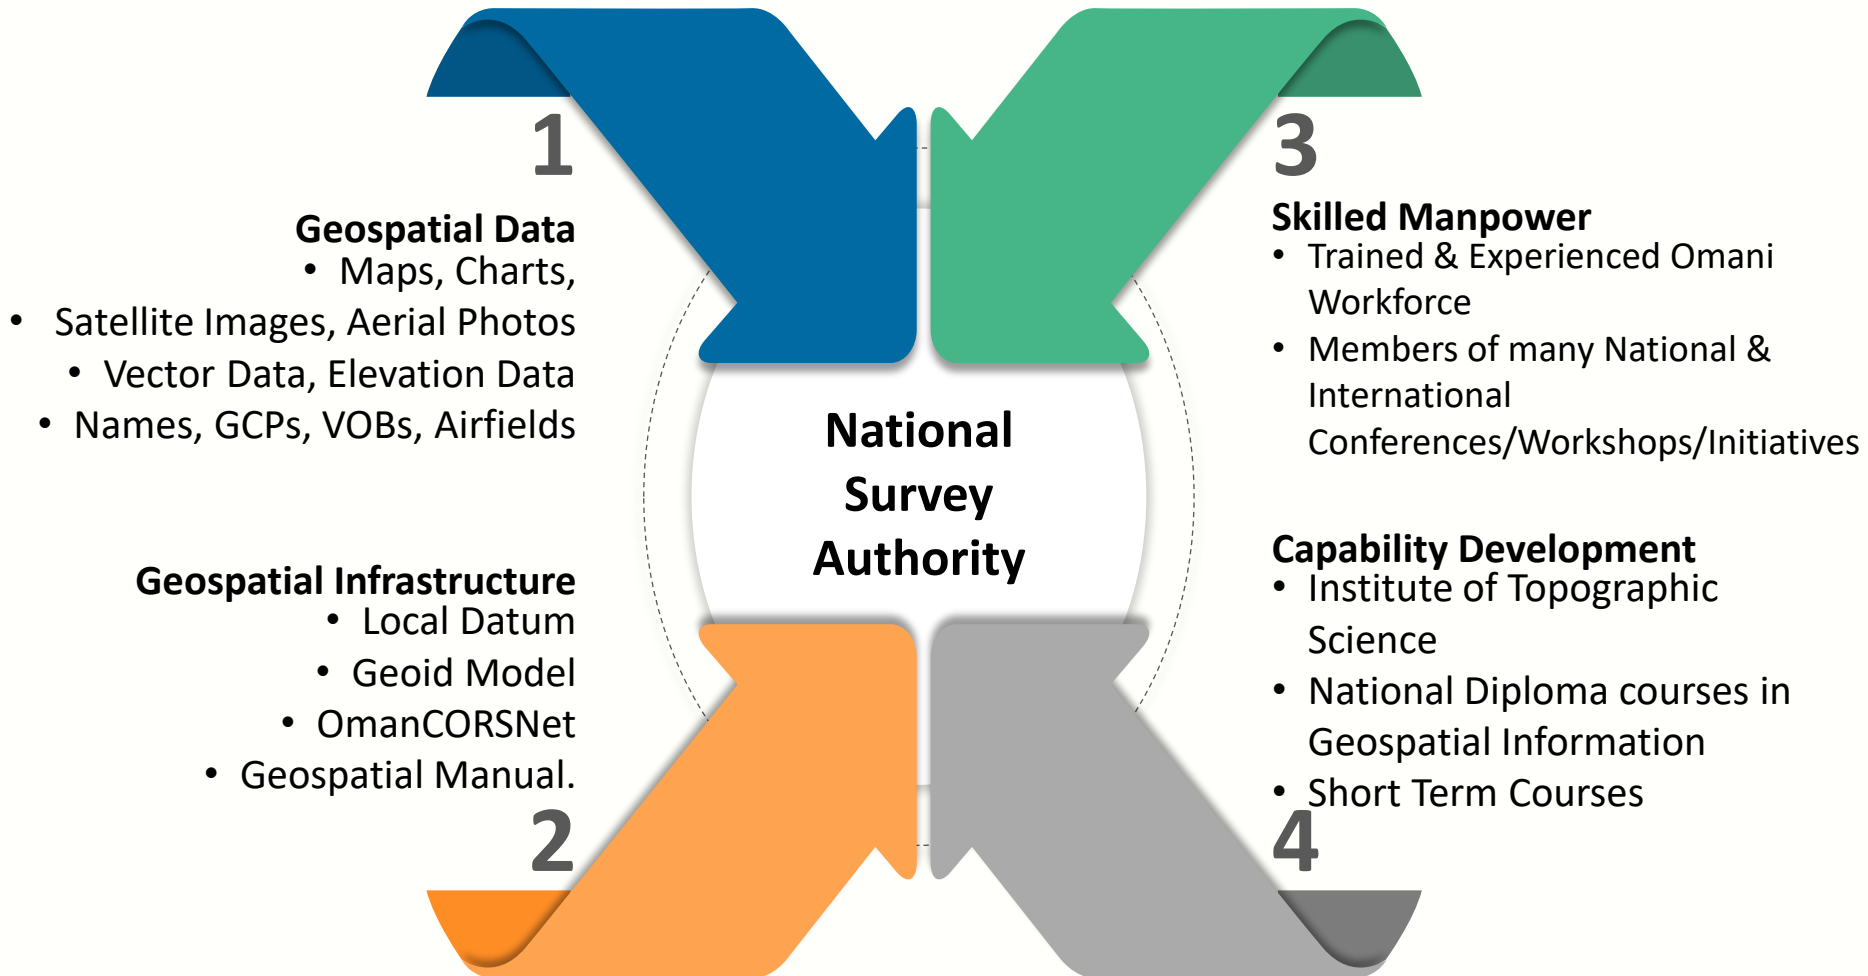 1
Geospatial Data
• Maps, Charts,
• Satellite Images, Aerial Photos
• Vector Data, Elevation Data
• Names, GCPs, VOBs, Airfields
Geospatial Infrastructure
• Local Datum
• Geoid Model
• OmanCORSNet
• Geospatial Manual.
2
National
Survey
Authority
3
Skilled Manpower
• Trained & Experienced Omani
Workforce
• Members of many National &
International
Conferences/Workshops/Initiatives
Capability Development
• Institute of Topographic
Science
• National Diploma courses in
Geospatial Information
• Short Term Courses
4